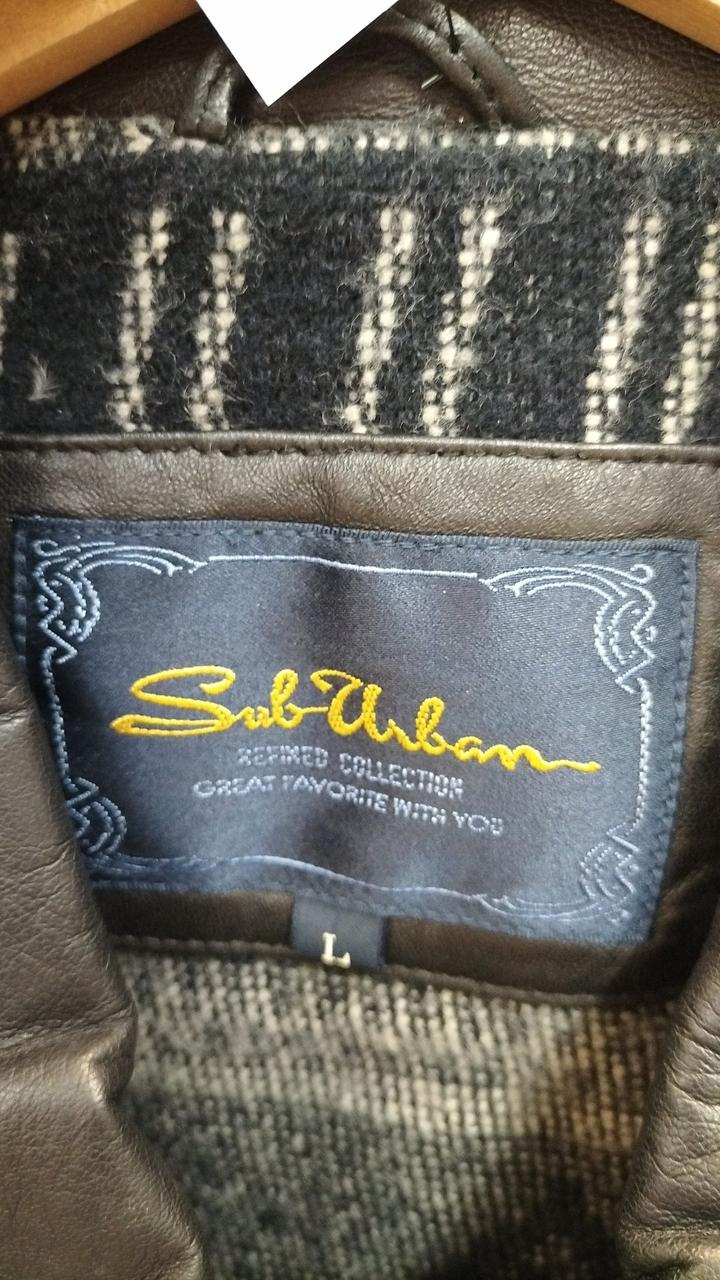 Sub-Urban
REFINED COLLECTION
GREAT FAVORITE WITH YOU
L